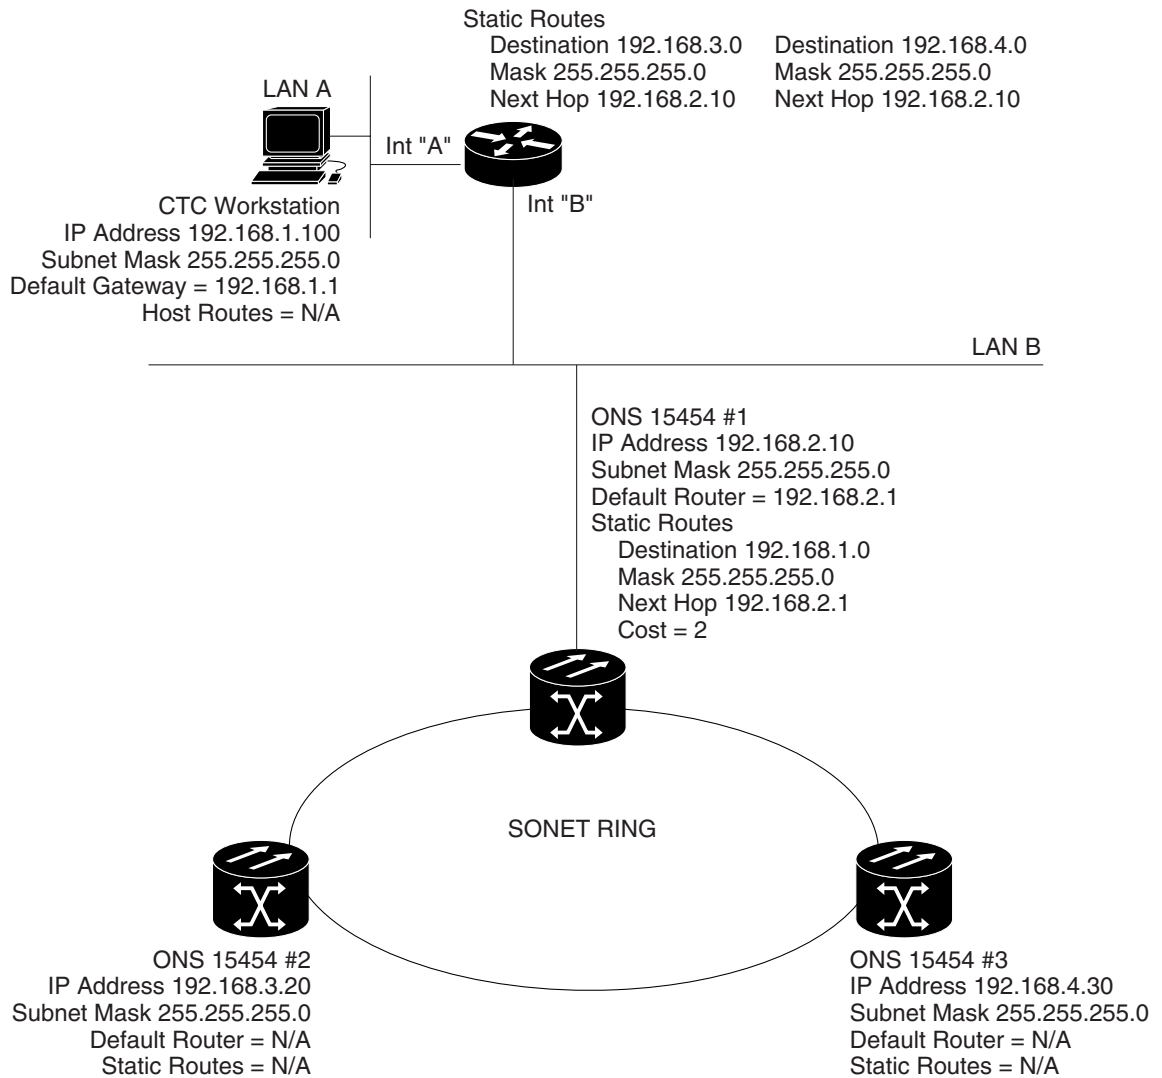 Static Routes
Destination 192.168.3.0
Mask 255.255.255.0
Next Hop 192.168.2.10
Destination 192.168.4.0
Mask 255.255.255.0
Next Hop 192.168.2.10
LAN A
Int "A"
Int "B"
CTC Workstation
IP Address 192.168.1.100
Subnet Mask 255.255.255.0
Default Gateway = 192.168.1.1
Host Routes = N/A
LAN B
ONS 15454 #1
IP Address 192.168.2.10
Subnet Mask 255.255.255.0
Default Router = 192.168.2.1
Static Routes
Destination 192.168.1.0
Mask 255.255.255.0
Next Hop 192.168.2.1
Cost = 2
SONET RING
ONS 15454 #2
IP Address 192.168.3.20
Subnet Mask 255.255.255.0
Default Router = N/A
Static Routes = N/A
ONS 15454 #3
IP Address 192.168.4.30
Subnet Mask 255.255.255.0
Default Router = N/A
Static Routes = N/A